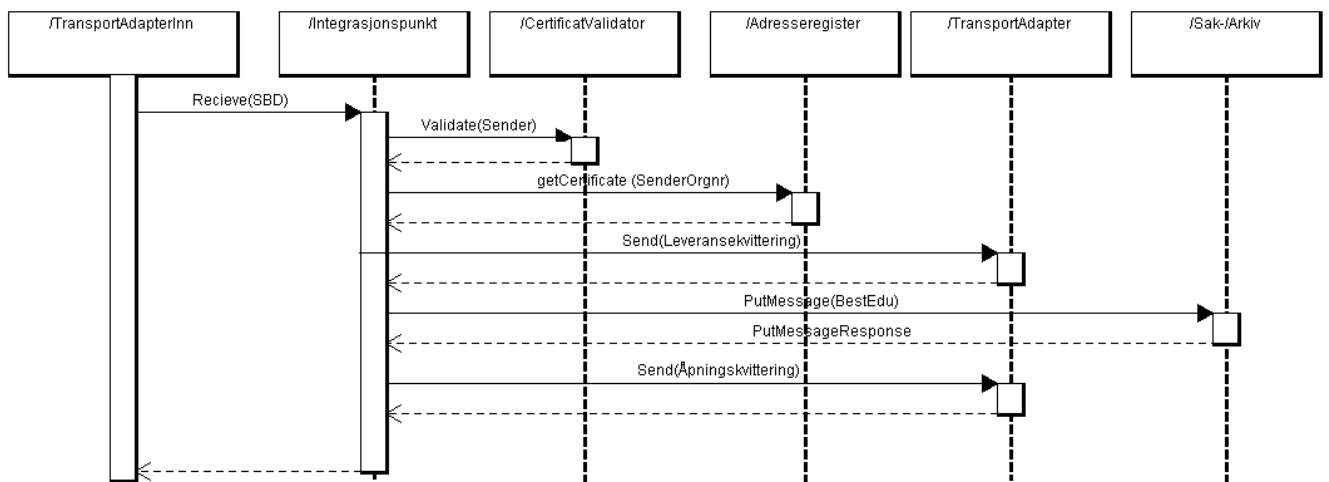 /TransportAdapterInn
/Integrasjonspunkt
/CertificatValidator
/Adresseregister
/TransportAdapter
/Sak-/Arkiv
Recieve(SBD)
Validate(Sender)
getCertificate (SenderOrgnr)
Send(Leveransekvittering)
PutMessage(BestEdu)
PutMessageResponse
Send(Åpningskvittering)